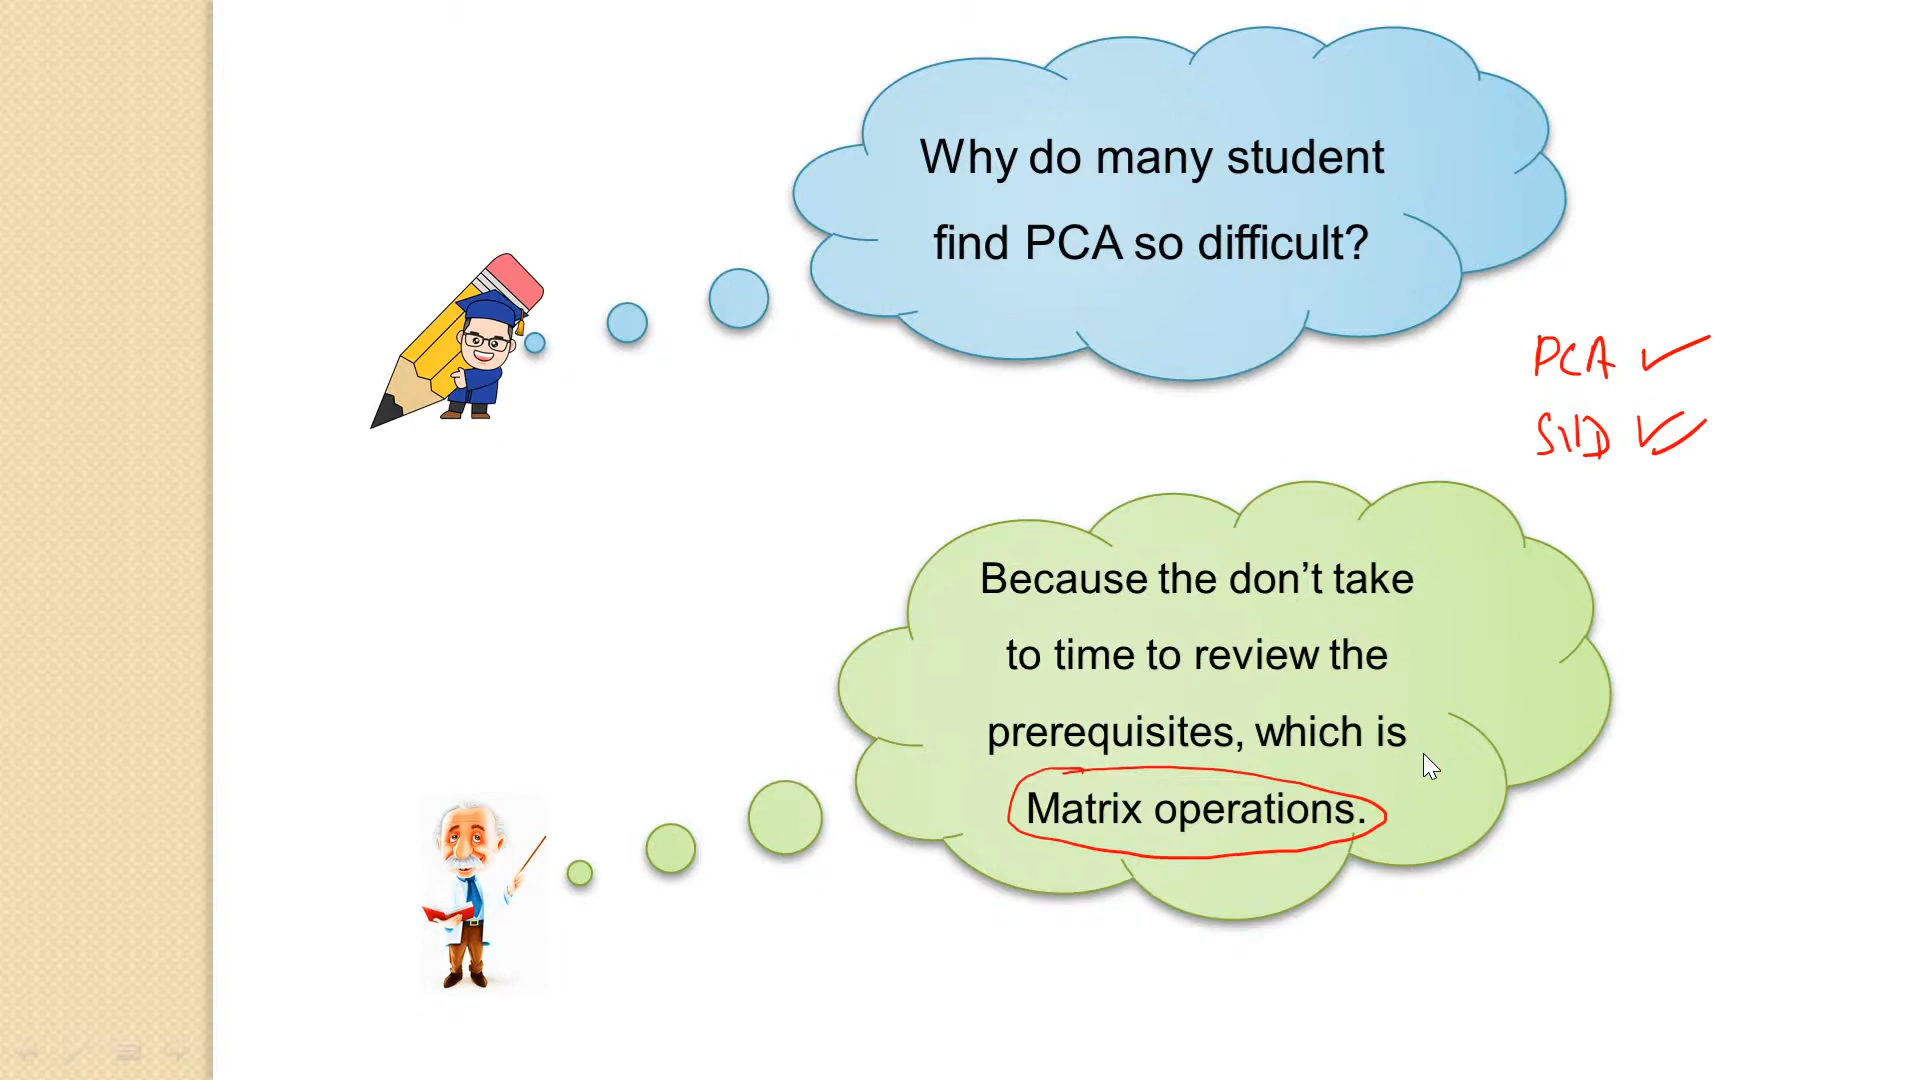 Why do many student
find PCA so difficult?
PCA
SVD
Because the don’t take
to time to review the
prerequisites, which is
Matrix operations.